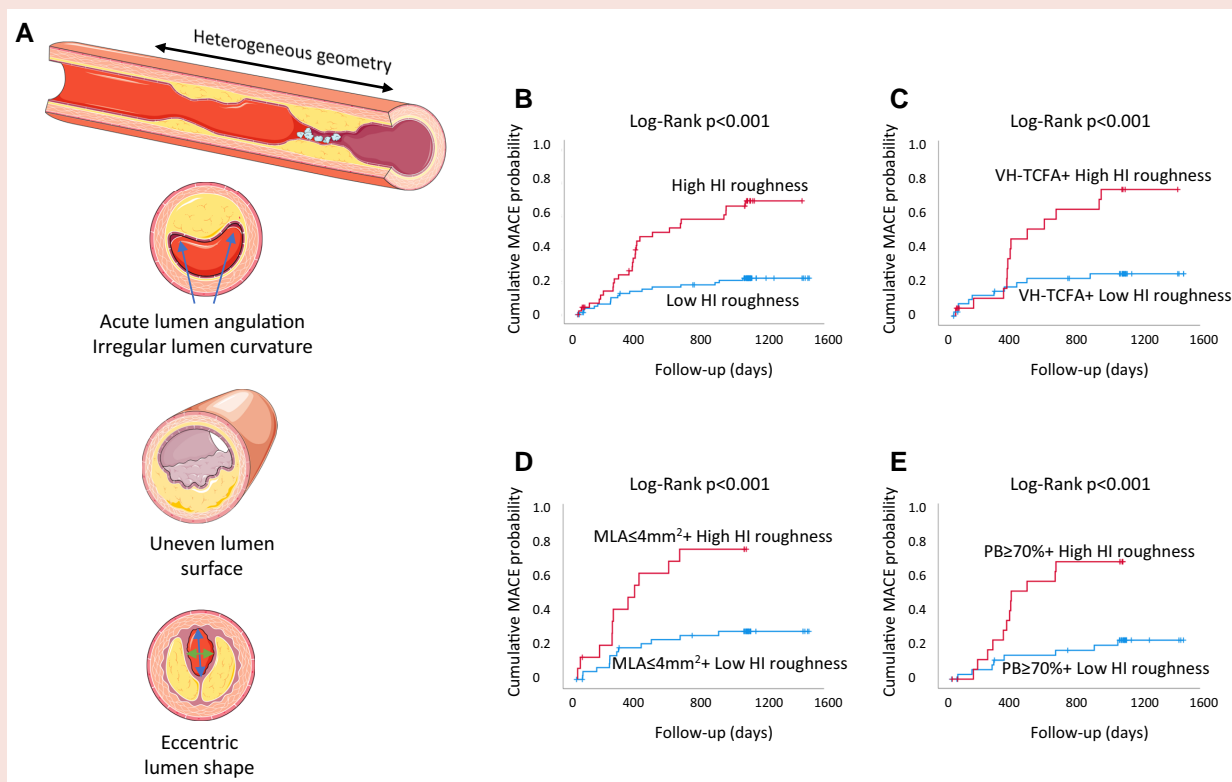 A
Heterogeneous geometry
Acute lumen angulation
Irregular lumen curvature
Uneven lumen
surface
Eccentric
lumen shape
B
Log-Rank p<0.001
Cumulative MACE probability
1.0
0.8
0.6
0.4
0.2
0
High HI roughness
Low HI roughness
0 400 800 1200 1600
Follow-up (days)
C
Log-Rank p<0.001
Cumulative MACE probability
1.0
0.8
0.6
0.4
0.2
0
VH-TCFA+ High HI roughness
VH-TCFA+ Low HI roughness
0 400 800 1200 1600
Follow-up (days)
D
Log-Rank p<0.001
Cumulative MACE probability
1.0
0.8
0.6
0.4
0.2
0
MLA≤4mm²+ High HI roughness
MLA≤4mm²+ Low HI roughness
0 400 800 1200 1600
Follow-up (days)
E
Log-Rank p<0.001
Cumulative MACE probability
1.0
0.8
0.6
0.4
0.2
0
PB≥70%+ High HI roughness
PB≥70%+ Low HI roughness
0 400 800 1200 1600
Follow-up (days)